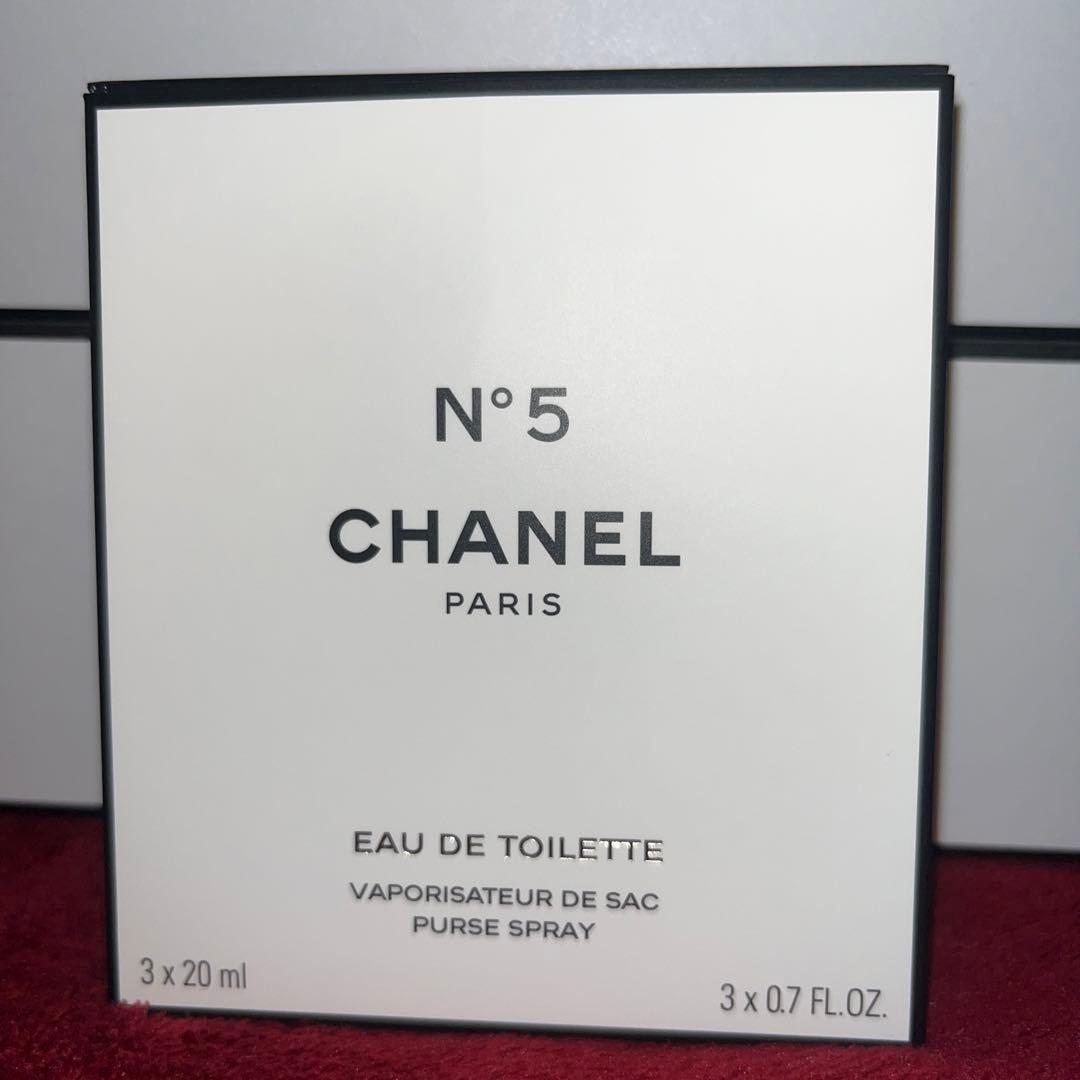 N°5
CHANEL
PARIS
EAU DE TOILETTE
VAPORISATEUR DE SAC
PURSE SPRAY
3 x 20 ml
3 x 0.7 FL.OZ.